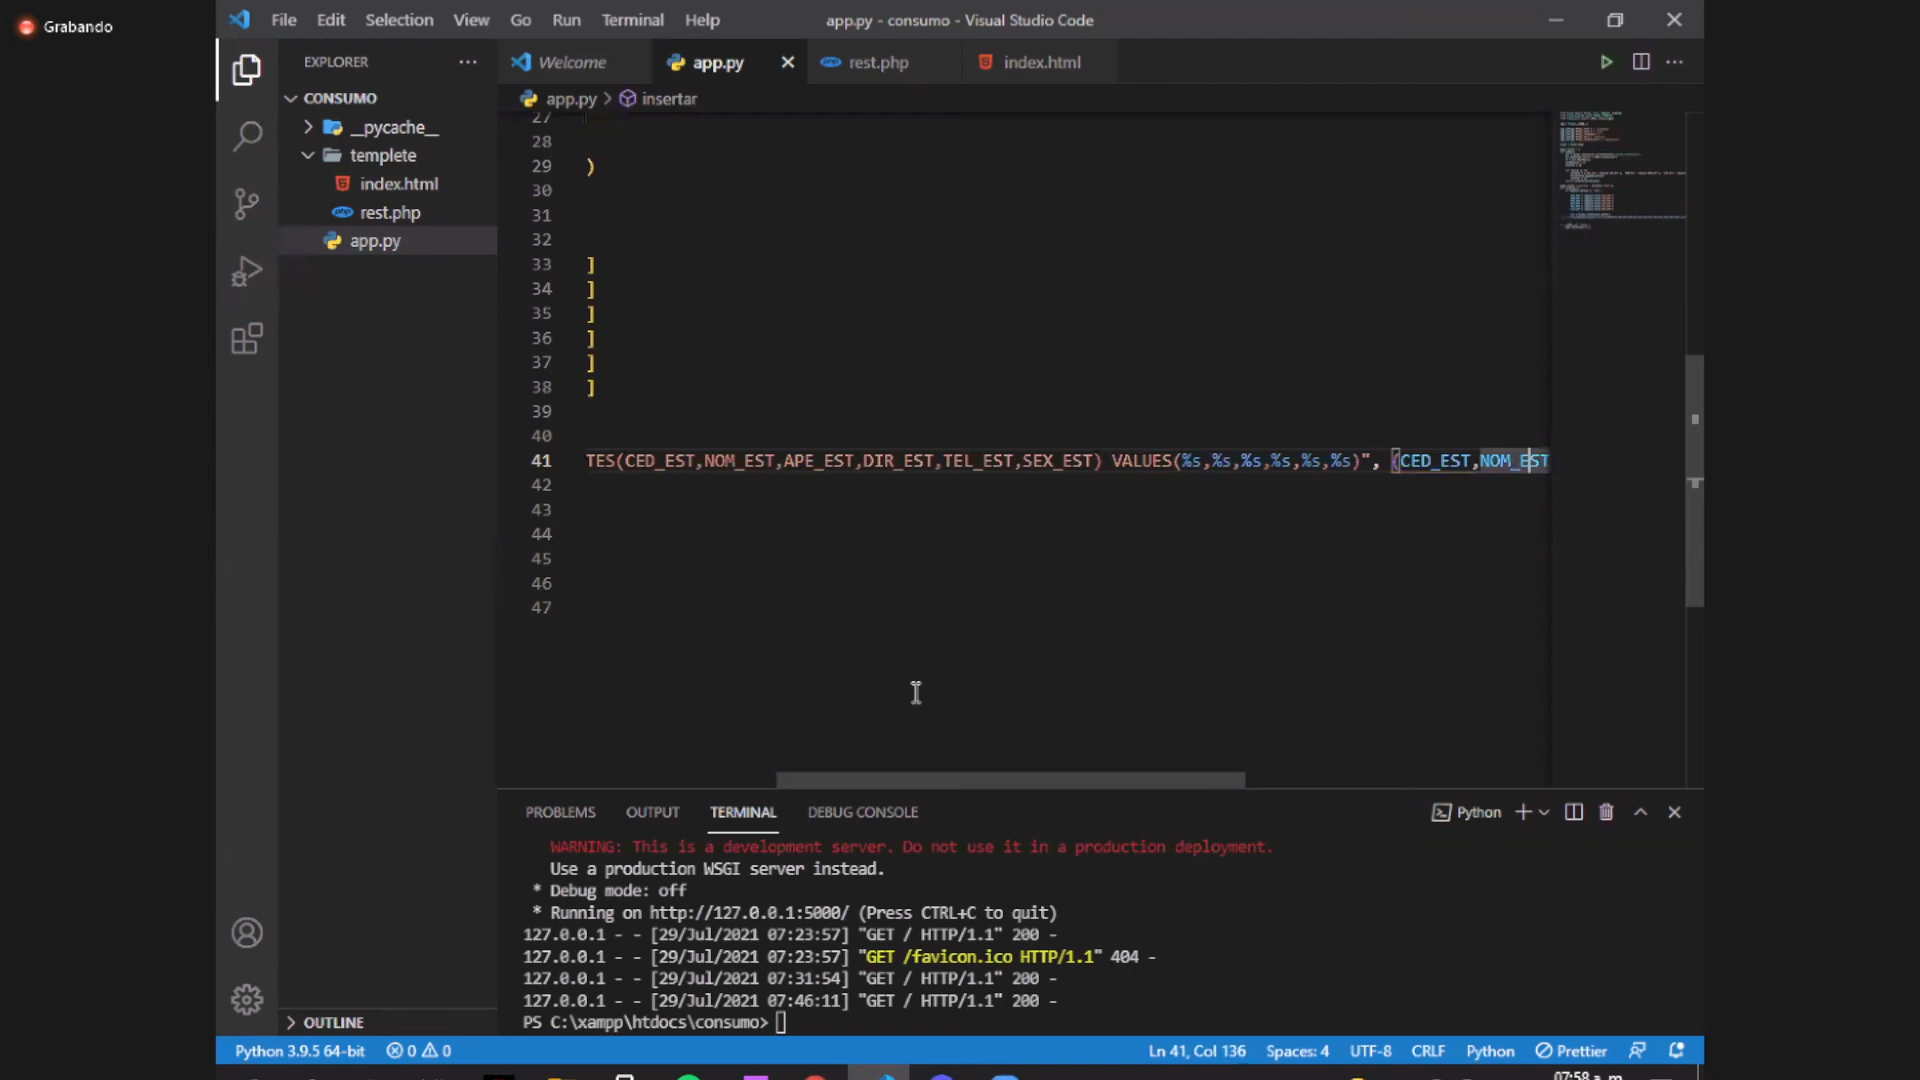 Grabando
File Edit Selection View Go Run Terminal Help
app.py - consumo - Visual Studio Code
EXPLORER
Welcome
app.py
rest.php
index.html
CONSUMO
__pycache__
templete
index.html
rest.php
app.py
OUTLINE
app.py > insertar
27
28
29 )
30
31
32
33 ]
34 ]
35 ]
36 ]
37 ]
38 ]
39
40
41 TES(CED_EST,NOM_EST,APE_EST,DIR_EST,TEL_EST,SEX_EST) VALUES(%s,%s,%s,%s,%s,%s)", (CED_EST,NOM_EST
42
43
44
45
46
47
PROBLEMS OUTPUT TERMINAL DEBUG CONSOLE
Python
WARNING: This is a development server. Do not use it in a production deployment.
Use a production WSGI server instead.
* Debug mode: off
* Running on http://127.0.0.1:5000/ (Press CTRL+C to quit)
127.0.0.1 - - [29/Jul/2021 07:23:57] "GET / HTTP/1.1" 200 -
127.0.0.1 - - [29/Jul/2021 07:23:57] "GET /favicon.ico HTTP/1.1" 404 -
127.0.0.1 - - [29/Jul/2021 07:31:54] "GET / HTTP/1.1" 200 -
127.0.0.1 - - [29/Jul/2021 07:46:11] "GET / HTTP/1.1" 200 -
PS C:\xampp\htdocs\consumo>
Python 3.9.5 64-bit 0 0 Ln 41, Col 136 Spaces: 4 UTF-8 CRLF Python Prettier
07:58 a. m.